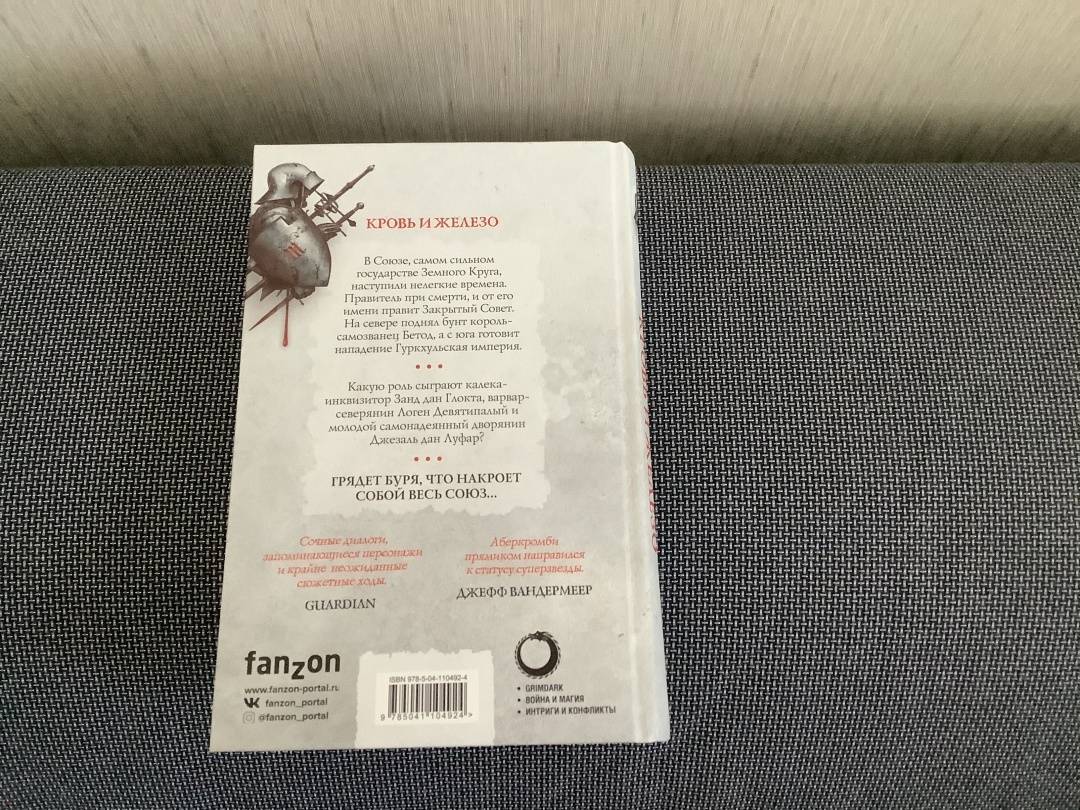 КРОВЬ И ЖЕЛЕЗО
В Союзе, самом сильном
государстве Земного Круга,
наступили нелегкие времена.
Правитель при смерти, и от его
имени правит Закрытый Совет.
На севере поднял бунт король-
самозванец Бетод, а с юга готовит
нападение Гуркхульская империя.
Какую роль сыграют калека-
инквизитор Занд дан Глокта, варвар-
северянин Логен Девятипалый и
молодой самонадеянный дворянин
Джезаль дан Луфар?
ГРЯДЕТ БУРЯ, ЧТО НАКРОЕТ
СОБОЙ ВЕСЬ СОЮЗ...
Сочные диалоги,
запоминающиеся персонажи
и крайне неожиданные
сюжетные ходы.
GUARDIAN
Аберкромби
прямиком направился
к статусу суперзвезды.
ДЖЕФФ ВАНДЕРМЕЕР
fanzon
www.fanzon-portal.ru
fanzon_portal
@fanzon_portal
ISBN 978-5-04-110492-4
9 785041 104924 >
• GRIMDARK
• ВОЙНА И МАГИЯ
• ИНТРИГИ И КОНФЛИКТЫ